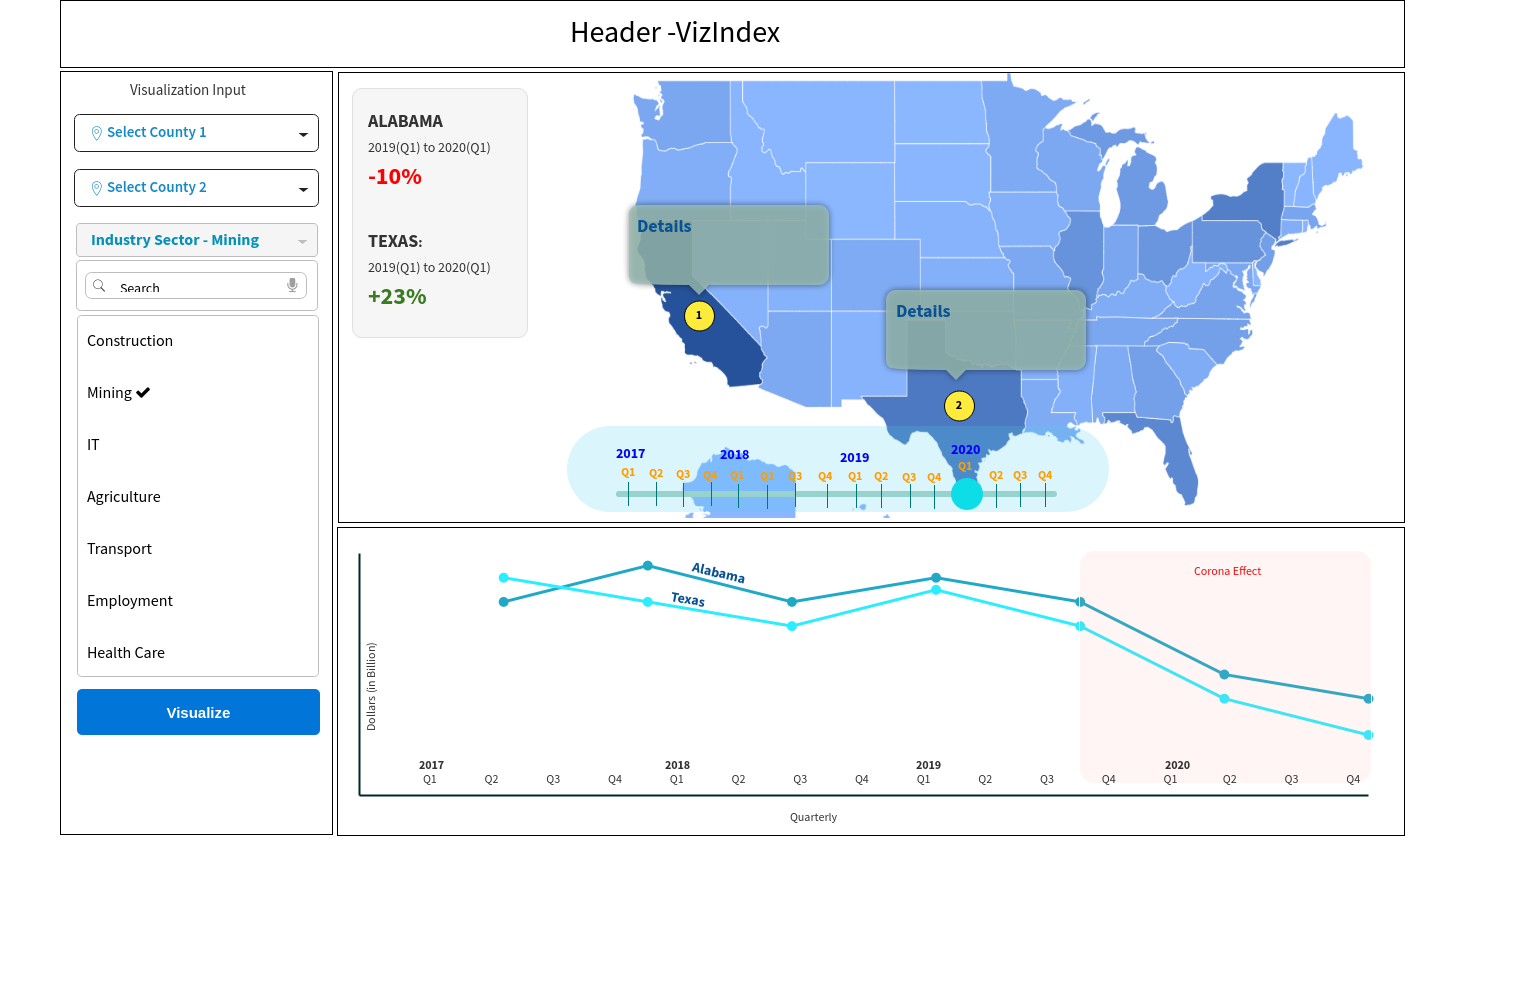 Header -VizIndex
Visualization Input
Select County 1
Select County 2
Industry Sector - Mining
Search
Construction
Mining
IT
Agriculture
Transport
Employment
Health Care
Visualize
ALABAMA
2019(Q1) to 2020(Q1)
-10%
TEXAS:
2019(Q1) to 2020(Q1)
+23%
Details
1
Details
2
2017 2018 2019 2020
Q1 Q2 Q3 Q4 Q1 Q2 Q3 Q4 Q1 Q2 Q3 Q4 Q1 Q2 Q3 Q4
Corona Effect
Alabama
Texas
Dollars (in Billion)
2017 2018 2019 2020
Q1 Q2 Q3 Q4 Q1 Q2 Q3 Q4 Q1 Q2 Q3 Q4 Q1 Q2 Q3 Q4
Quarterly